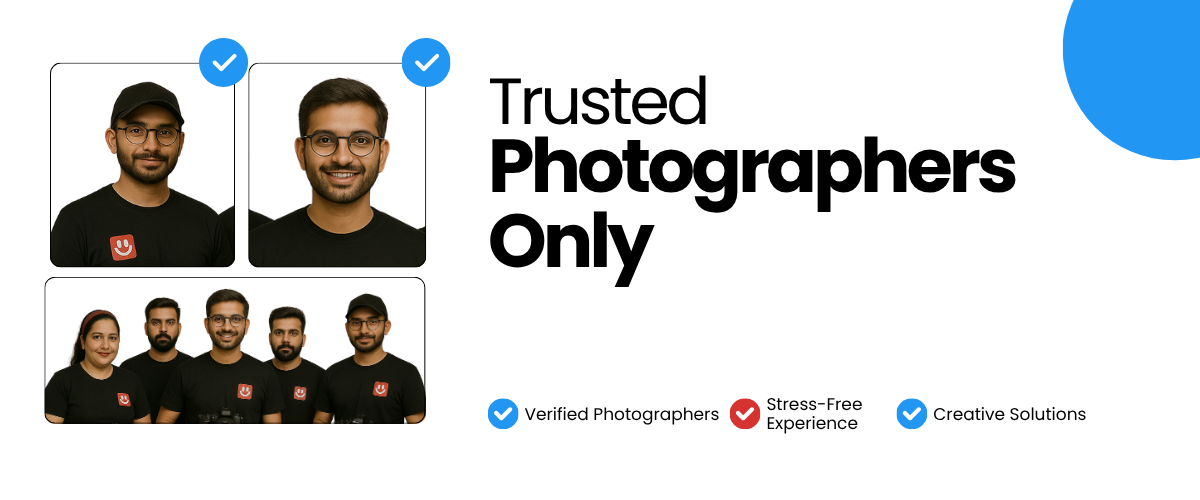 Trusted
Photographers
Only
Verified Photographers
Stress-Free
Experience
Creative Solutions